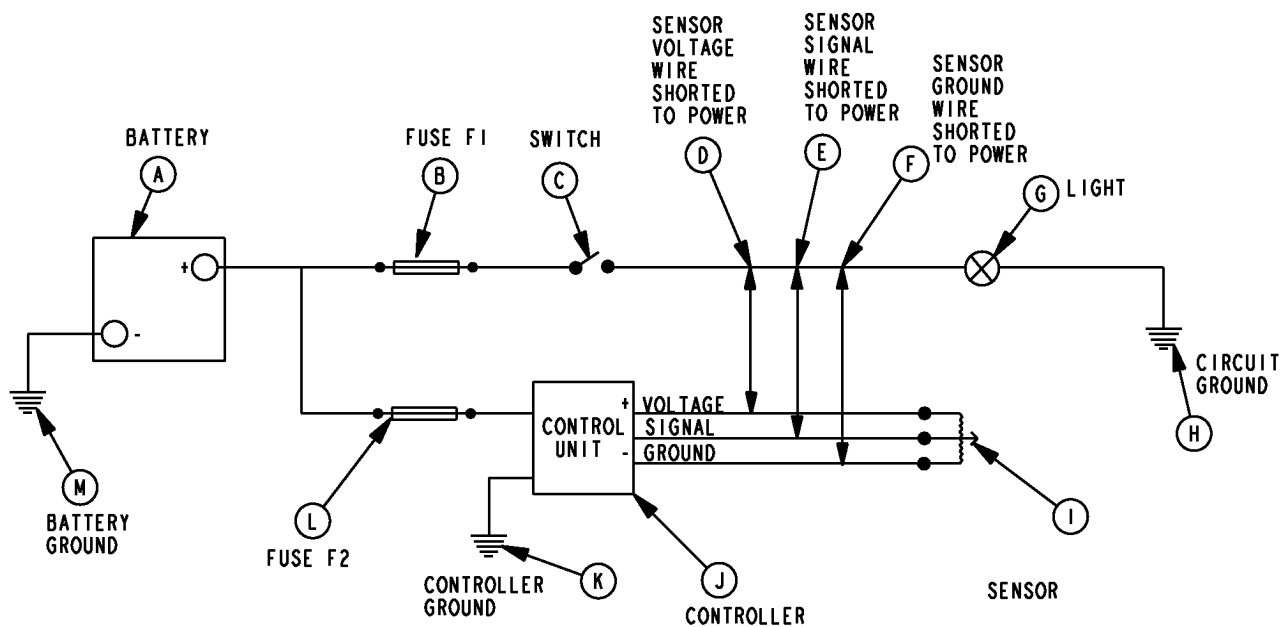 SENSOR
VOLTAGE
WIRE
SHORTED
TO POWER
D
SENSOR
SIGNAL
WIRE
SHORTED
TO POWER
E
SENSOR
GROUND
WIRE
SHORTED
TO POWER
F
BATTERY
A
FUSE F1
B
SWITCH
C
G LIGHT
+
-
CIRCUIT
GROUND
H
CONTROL
UNIT
+ VOLTAGE
SIGNAL
- GROUND
M
BATTERY
GROUND
L
FUSE F2
CONTROLLER
GROUND
K
J
CONTROLLER
I
SENSOR